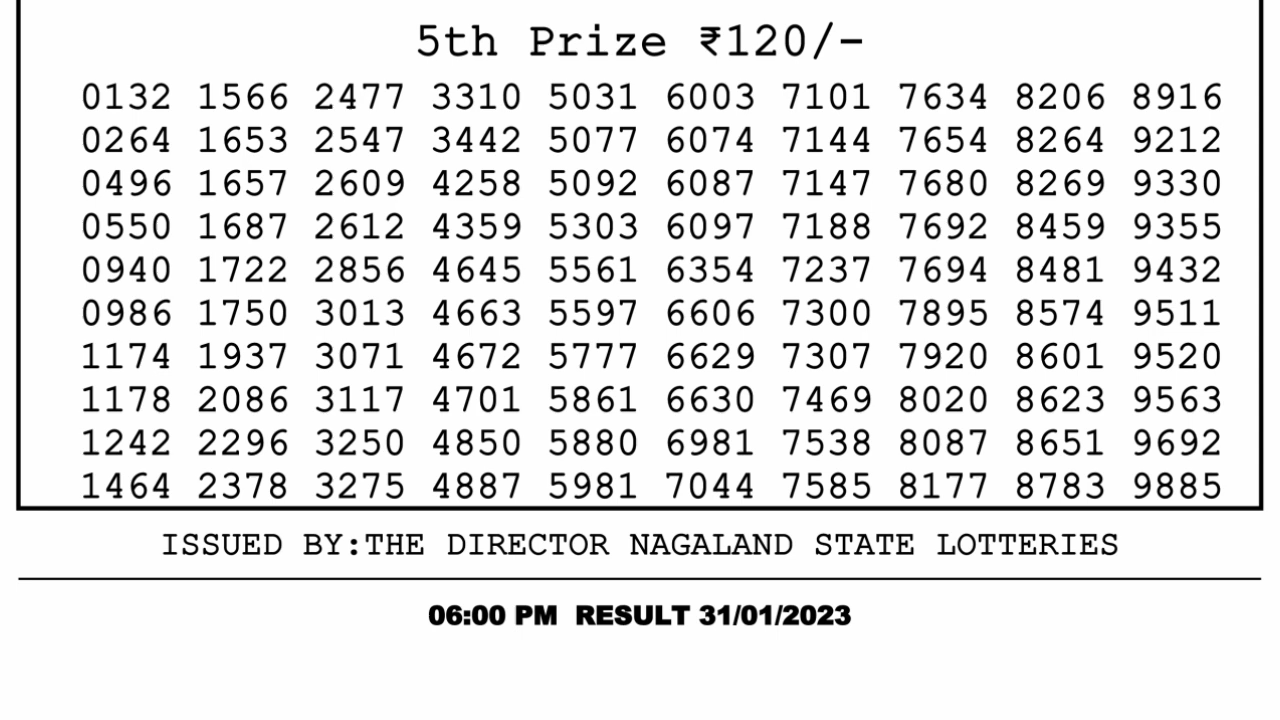 5th Prize ₹120/-
0132 1566 2477 3310 5031 6003 7101 7634 8206 8916
0264 1653 2547 3442 5077 6074 7144 7654 8264 9212
0496 1657 2609 4258 5092 6087 7147 7680 8269 9330
0550 1687 2612 4359 5303 6097 7188 7692 8459 9355
0940 1722 2856 4645 5561 6354 7237 7694 8481 9432
0986 1750 3013 4663 5597 6606 7300 7895 8574 9511
1174 1937 3071 4672 5777 6629 7307 7920 8601 9520
1178 2086 3117 4701 5861 6630 7469 8020 8623 9563
1242 2296 3250 4850 5880 6981 7538 8087 8651 9692
1464 2378 3275 4887 5981 7044 7585 8177 8783 9885
ISSUED BY:THE DIRECTOR NAGALAND STATE LOTTERIES
06:00 PM RESULT 31/01/2023